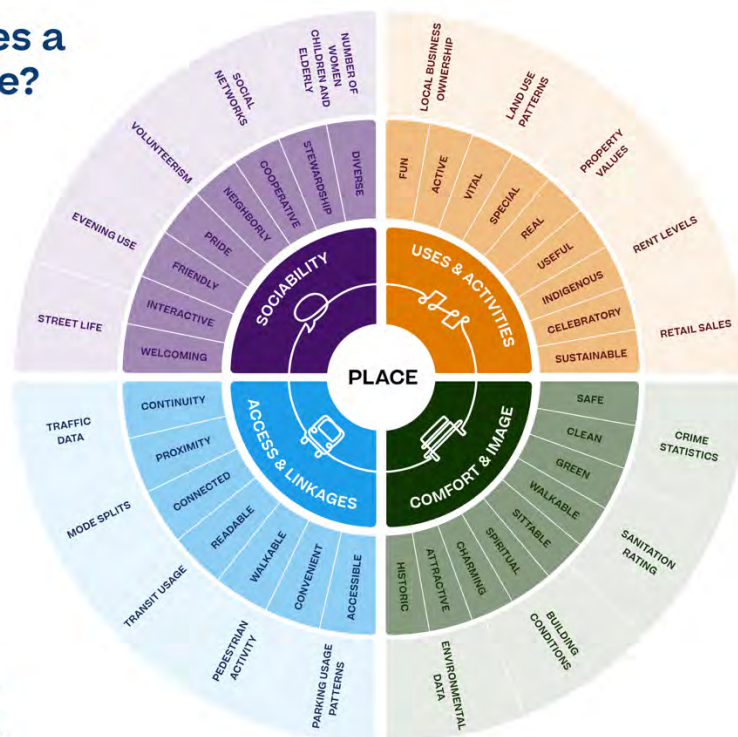 es a
e?
NUMBER OF
WOMEN
CHILDREN AND
ELDERLY
SOCIAL
NETWORKS
VOLUNTEERISM
EVENING USE
STREET LIFE
DIVERSE
STEWARDSHIP
COOPERATIVE
NEIGHBORLY
PRIDE
FRIENDLY
INTERACTIVE
WELCOMING
SOCIABILITY
LOCAL BUSINESS
OWNERSHIP
LAND USE
PATTERNS
PROPERTY
VALUES
RENT LEVELS
RETAIL SALES
FUN
ACTIVE
VITAL
SPECIAL
REAL
USEFUL
INDIGENOUS
CELEBRATORY
SUSTAINABLE
USES & ACTIVITIES
PLACE
ACCESS & LINKAGES
CONTINUITY
PROXIMITY
CONNECTED
READABLE
WALKABLE
CONVENIENT
ACCESSIBLE
TRAFFIC
DATA
MODE SPLITS
TRANSIT USAGE
PEDESTRIAN
ACTIVITY
PARKING USAGE
PATTERNS
COMFORT & IMAGE
SAFE
CLEAN
GREEN
WALKABLE
SITTABLE
SPIRITUAL
CHARMING
ATTRACTIVE
HISTORIC
CRIME
STATISTICS
SANITATION
RATING
BUILDING
CONDITIONS
ENVIRONMENTAL
DATA